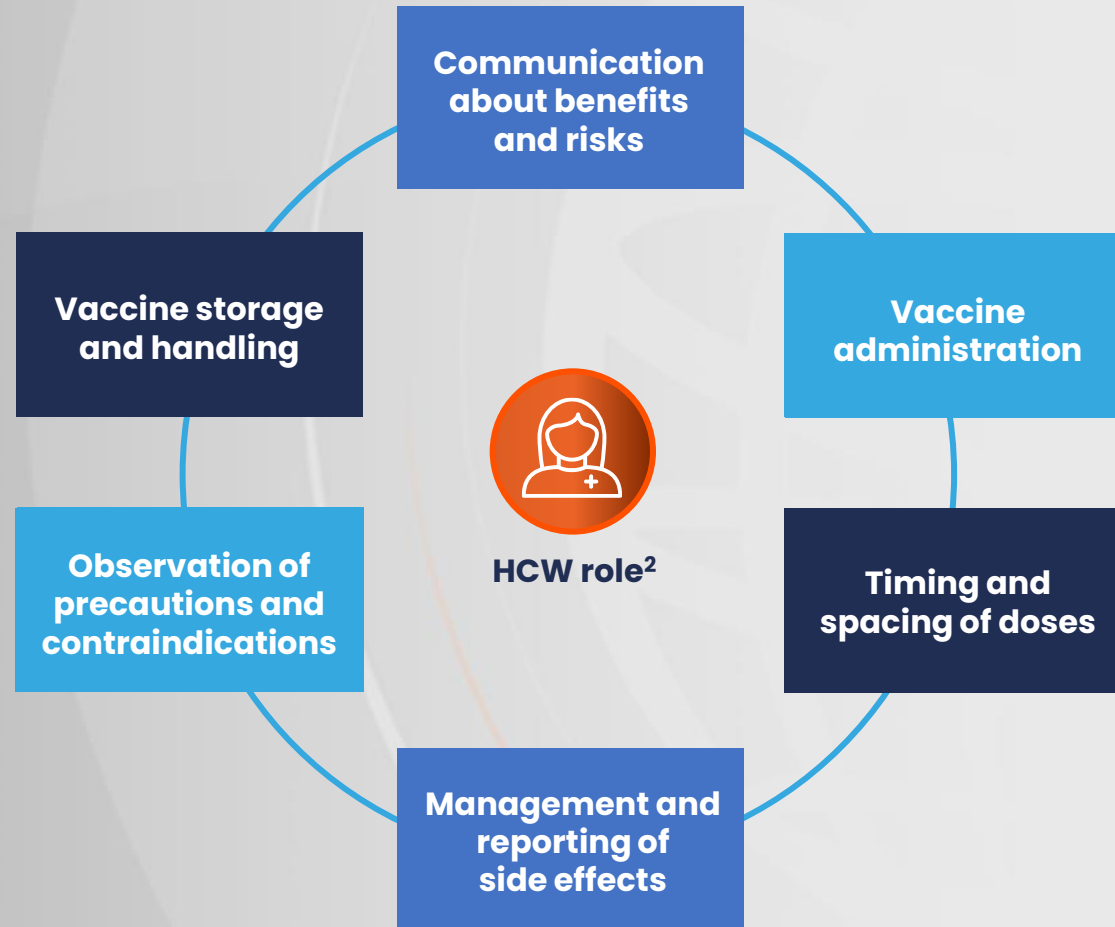 Communication
about benefits
and risks
Vaccine storage
and handling
Vaccine
administration
HCW role²
Observation of
precautions and
contraindications
Timing and
spacing of doses
Management and
reporting of
side effects